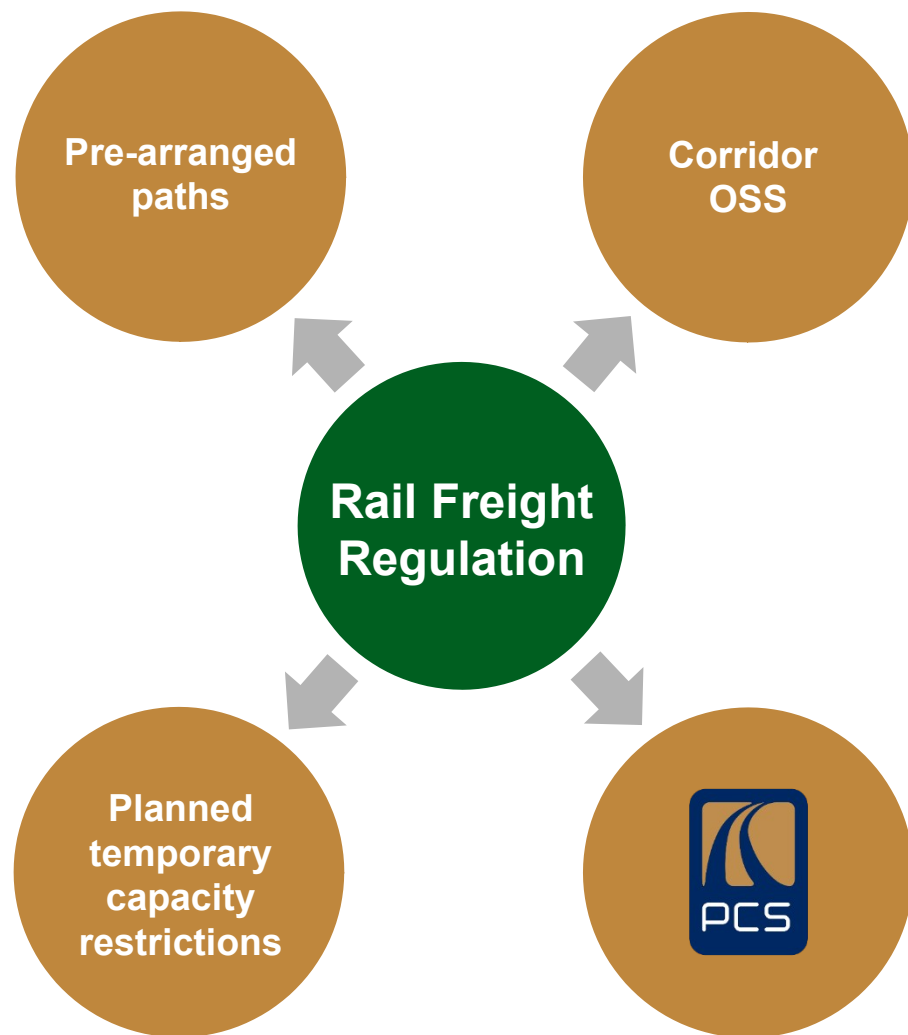 Pre-arranged
paths
Corridor
OSS
Rail Freight
Regulation
Planned
temporary
capacity
restrictions
PCS